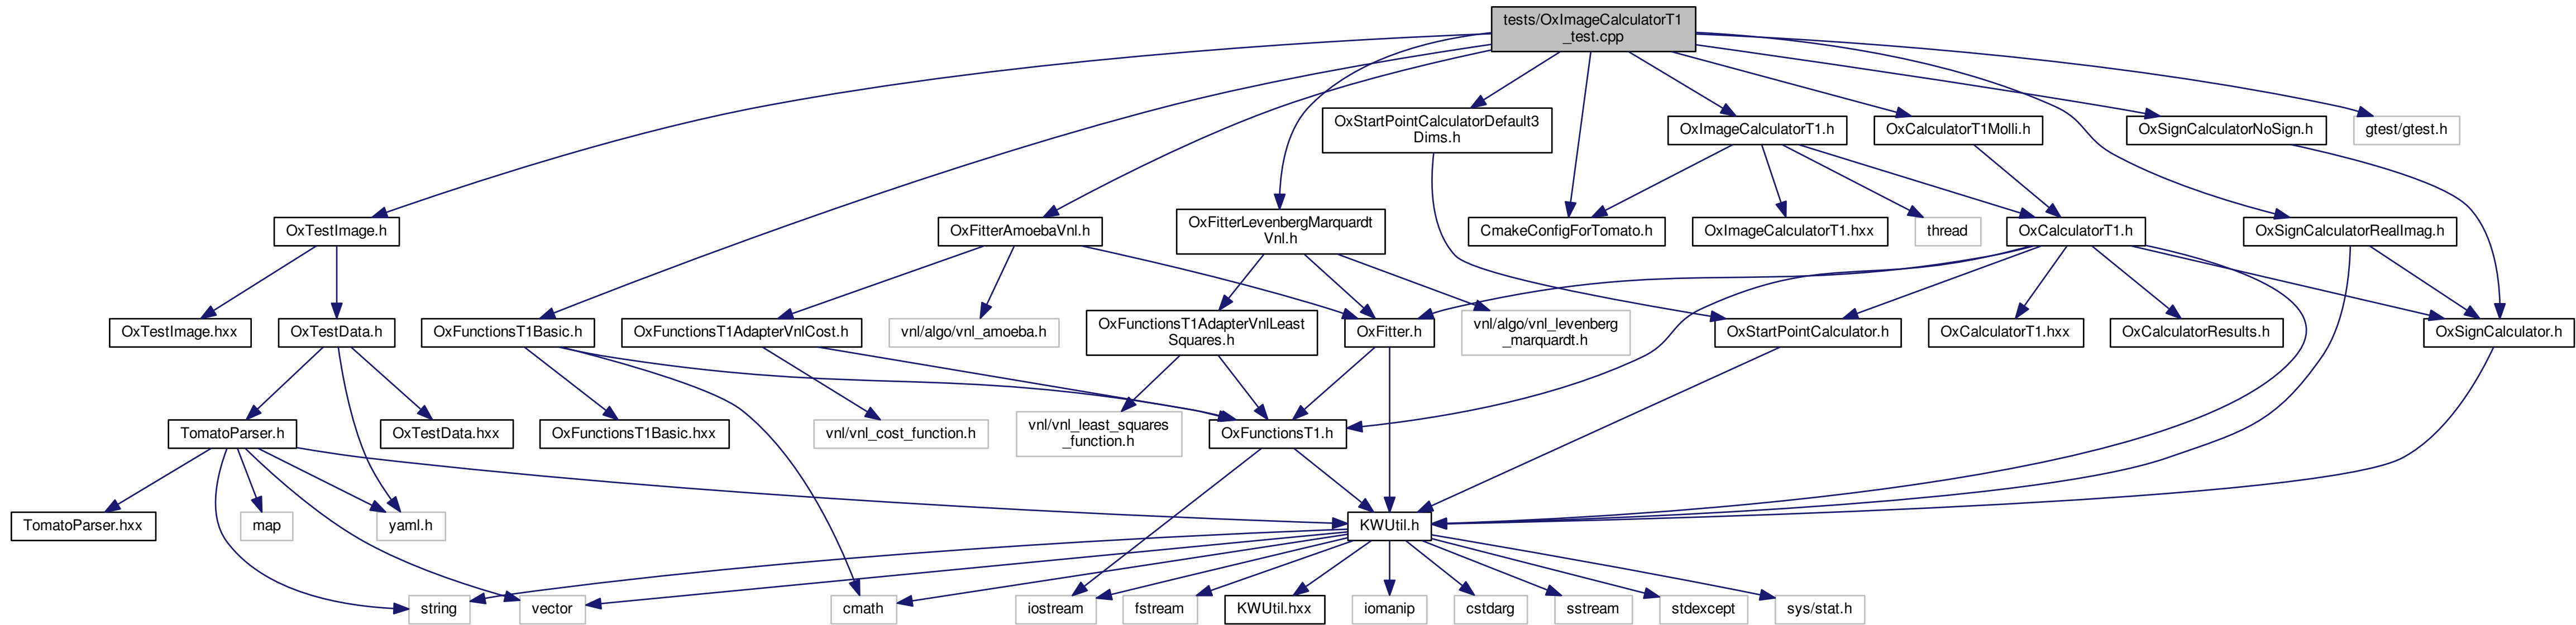 tests/OxImageCalculatorT1
_test.cpp
OxStartPointCalculatorDefault3
Dims.h
OxImageCalculatorT1.h
OxCalculatorT1Molli.h
OxSignCalculatorNoSign.h
gtest/gtest.h
OxTestImage.h
OxFitterAmoebaVnl.h
OxFitterLevenbergMarquardt
Vnl.h
CmakeConfigForTomato.h
OxImageCalculatorT1.hxx
thread
OxCalculatorT1.h
OxSignCalculatorRealImag.h
OxTestImage.hxx
OxTestData.h
OxFunctionsT1Basic.h
OxFunctionsT1AdapterVnlCost.h
vnl/algo/vnl_amoeba.h
OxFunctionsT1AdapterVnlLeast
Squares.h
OxFitter.h
vnl/algo/vnl_levenberg
_marquardt.h
OxStartPointCalculator.h
OxCalculatorT1.hxx
OxCalculatorResults.h
OxSignCalculator.h
TomatoParser.h
OxTestData.hxx
OxFunctionsT1Basic.hxx
vnl/vnl_cost_function.h
vnl/vnl_least_squares
_function.h
OxFunctionsT1.h
TomatoParser.hxx
map
yaml.h
KWUtil.h
string
vector
cmath
iostream
fstream
KWUtil.hxx
iomanip
cstdarg
sstream
stdexcept
sys/stat.h